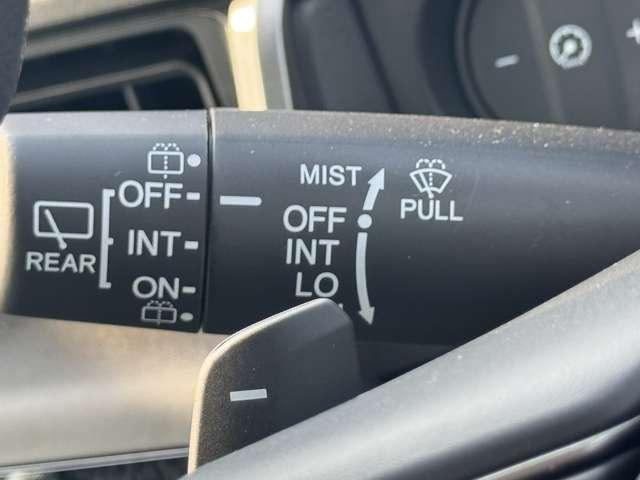 REAR
OFF
INT
ON
MIST
OFF
INT
LO
PULL